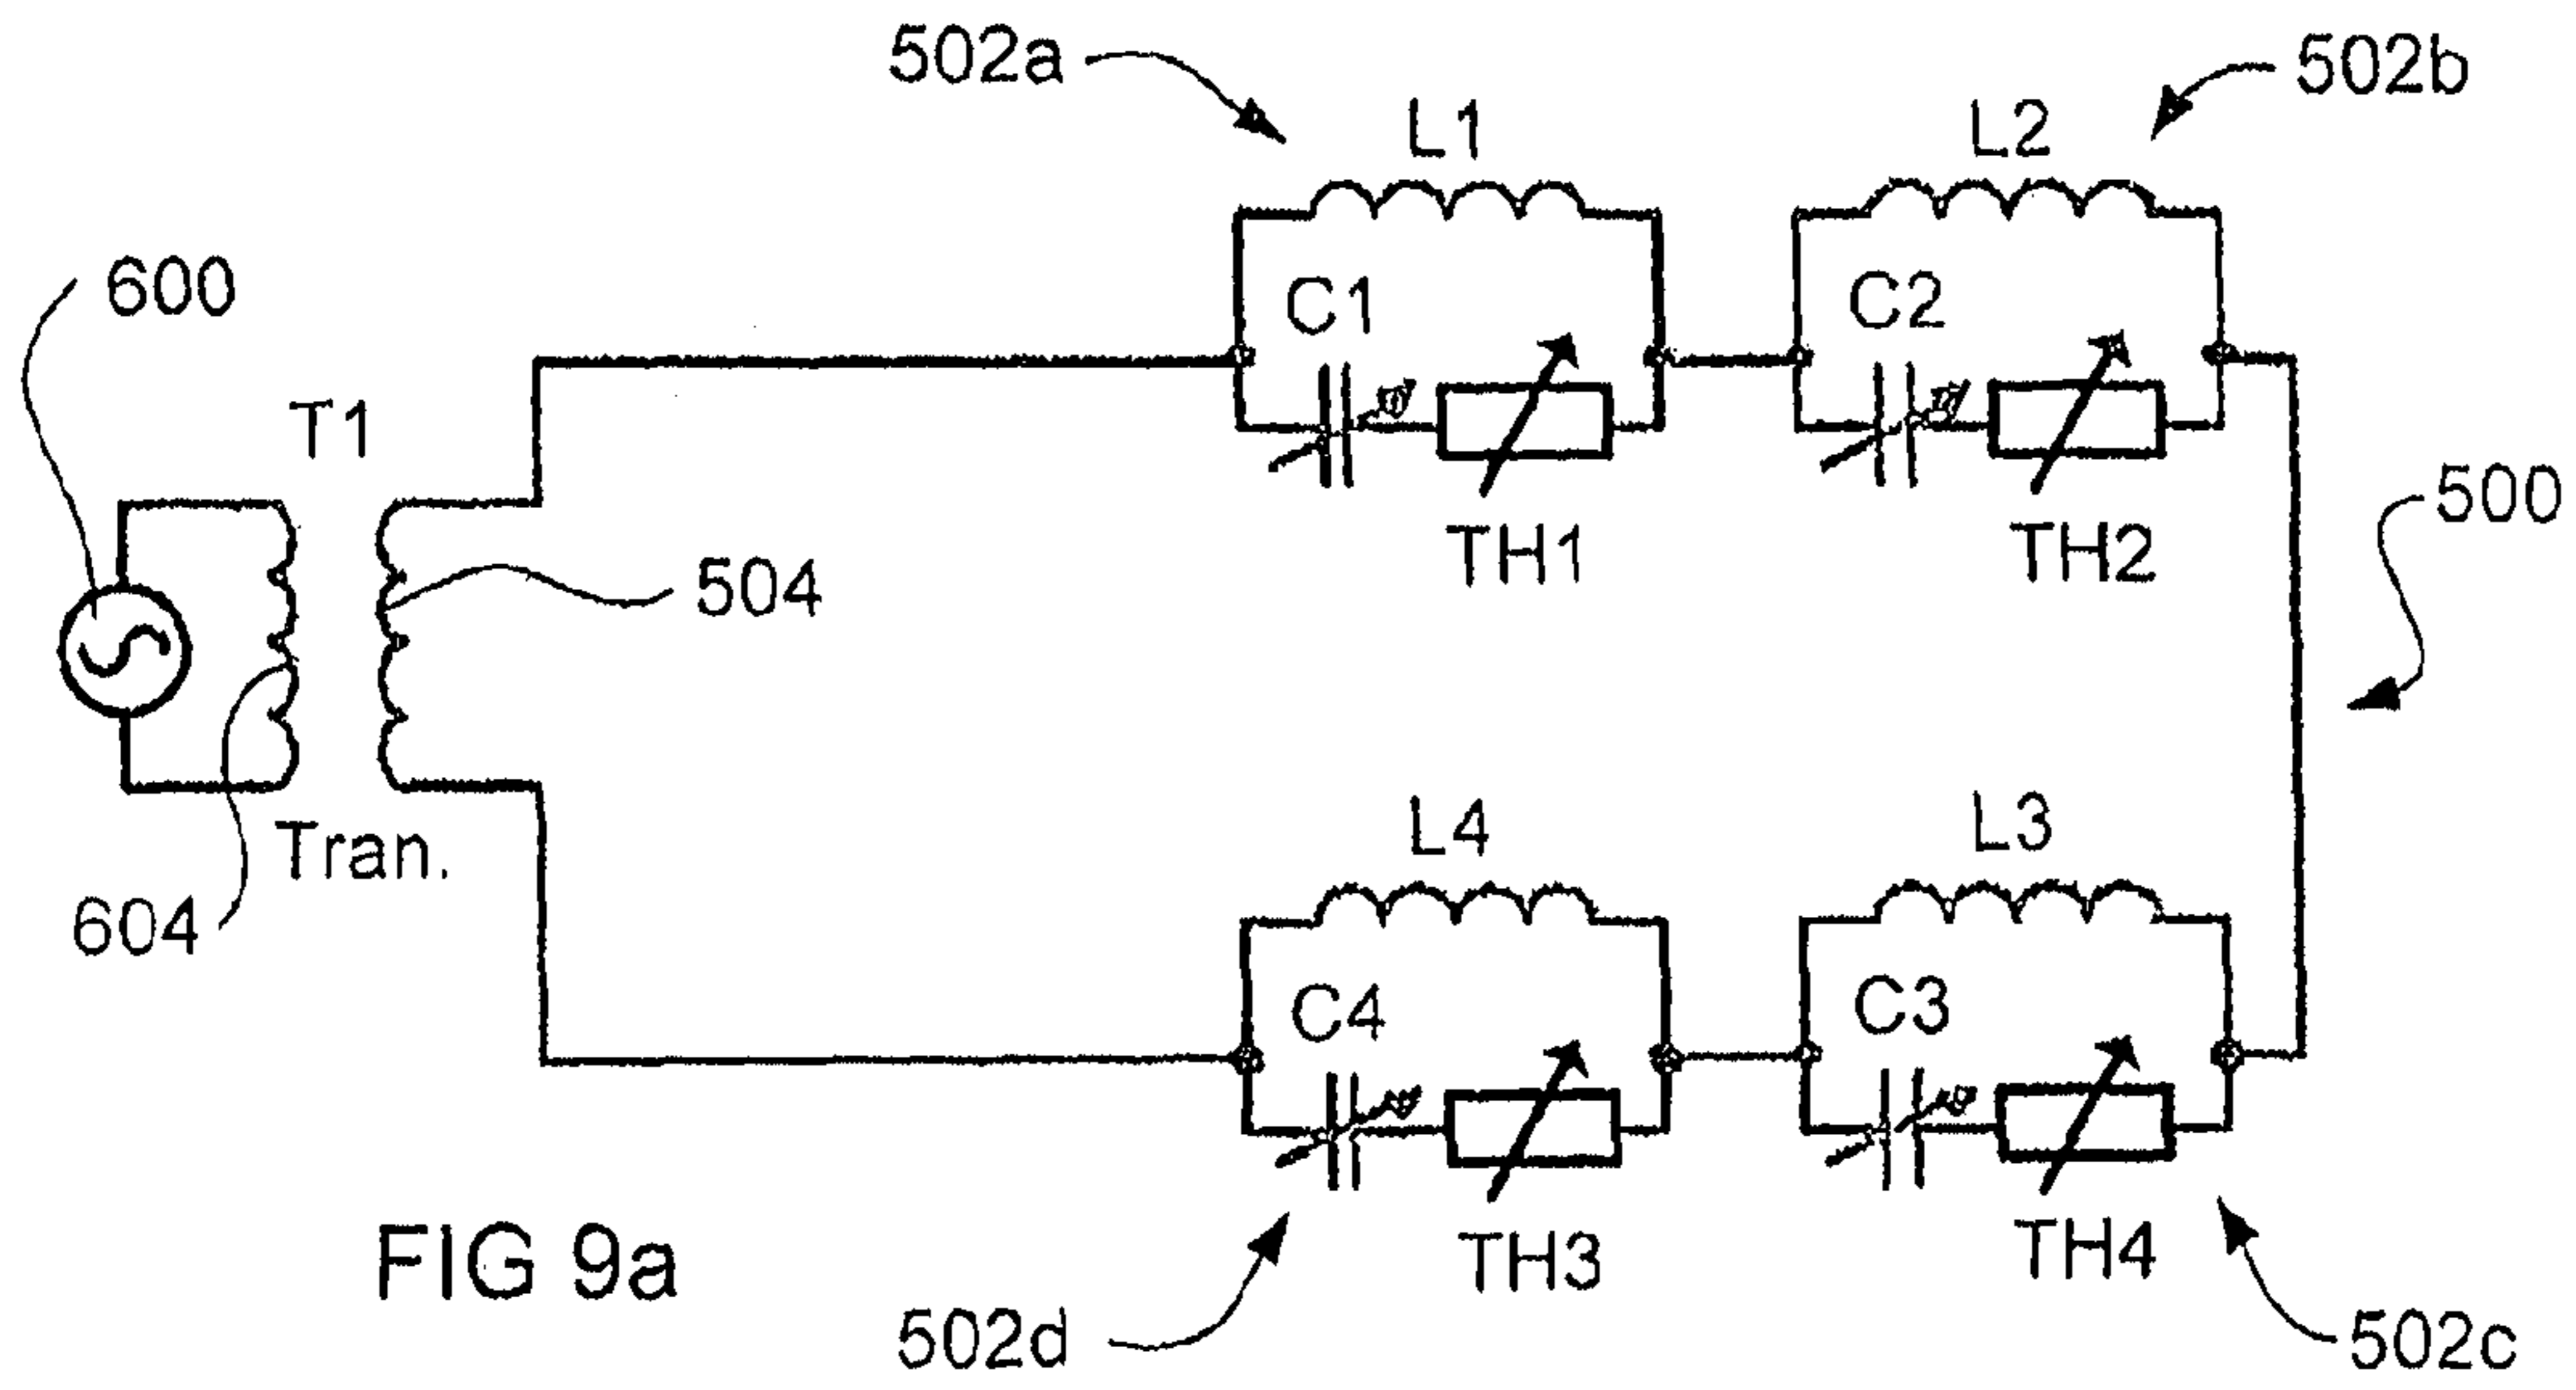 502a
502b
L1
L2
600
C1
C2
T1
500
TH1
TH2
504
L4
L3
Tran.
604
C4
C3
FIG 9a
TH3
TH4
502d
502c